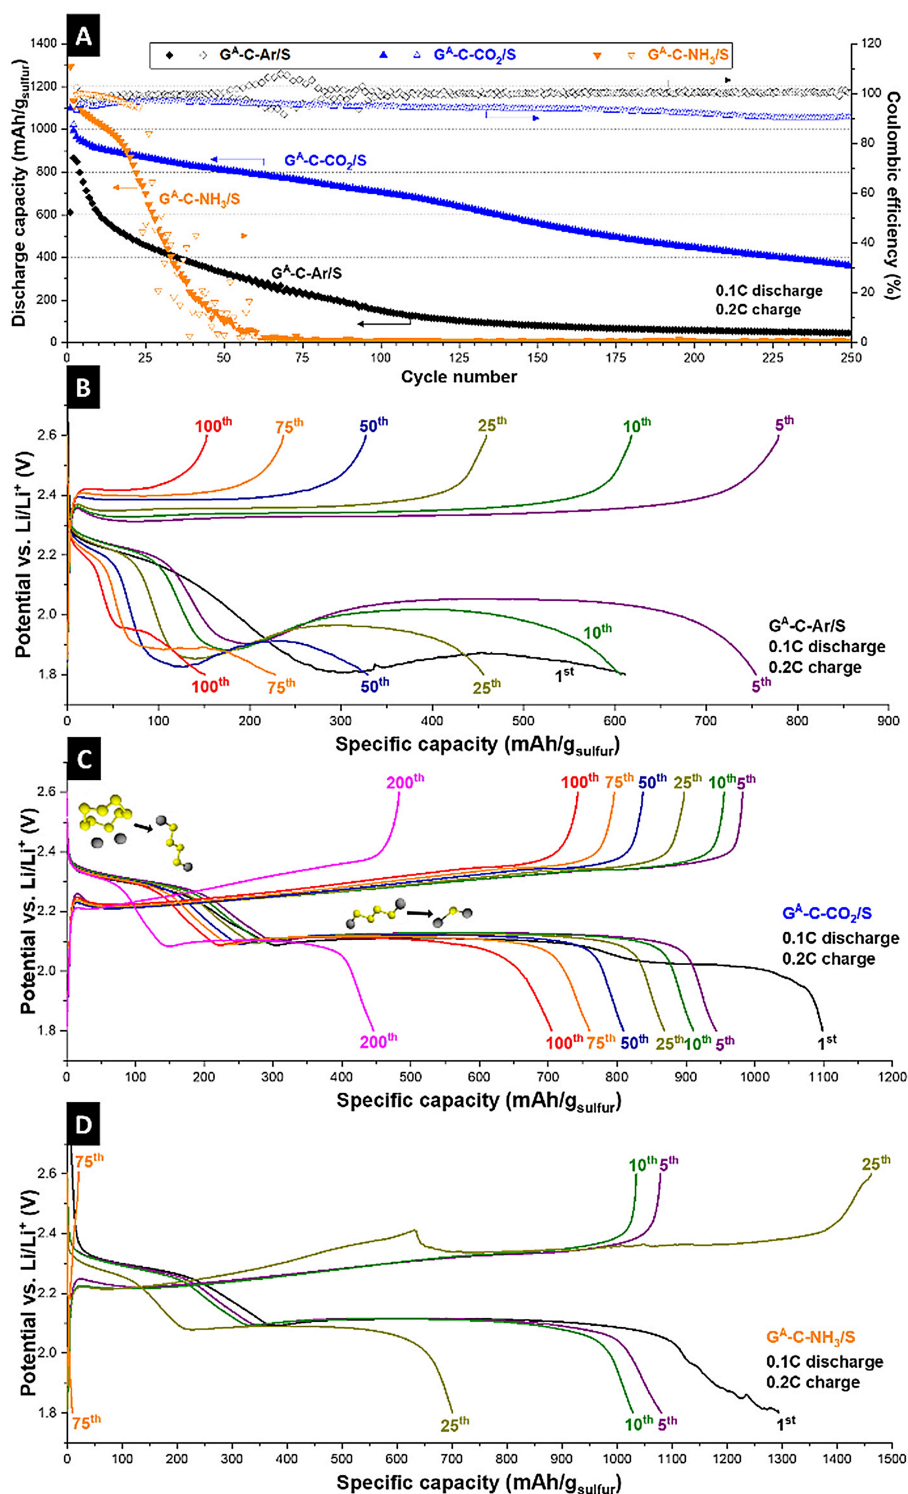 A
G^A-C-Ar/S G^A-C-CO₂/S G^A-C-NH₃/S
1400
1200
1000
800
600
400
200
0
Discharge capacity (mAh/g_sulfur)
120
100
80
60
40
20
0
Coulombic efficiency (%)
G^A-C-CO₂/S
G^A-C-NH₃/S
G^A-C-Ar/S
0.1C discharge
0.2C charge
0 25 50 75 100 125 150 175 200 225 250
Cycle number
B
100th 75th 50th 25th 10th 5th
2.6
2.4
2.2
2.0
1.8
Potential vs. Li/Li⁺ (V)
G^A-C-Ar/S
0.1C discharge
0.2C charge
100th 75th 50th 25th 1st 10th 5th
0 100 200 300 400 500 600 700 800 900
Specific capacity (mAh/g_sulfur)
C
200th 100th 75th 50th 25th 10th 5th
2.6
2.4
2.2
2.0
1.8
Potential vs. Li/Li⁺ (V)
G^A-C-CO₂/S
0.1C discharge
0.2C charge
200th 100th 75th 50th 25th 10th 5th 1st
0 100 200 300 400 500 600 700 800 900 1000 1100 1200
Specific capacity (mAh/g_sulfur)
D
75th 10th 5th 25th
2.6
2.4
2.2
2.0
1.8
Potential vs. Li/Li⁺ (V)
G^A-C-NH₃/S
0.1C discharge
0.2C charge
75th 25th 10th 5th 1st
0 100 200 300 400 500 600 700 800 900 1000 1100 1200 1300 1400 1500
Specific capacity (mAh/g_sulfur)